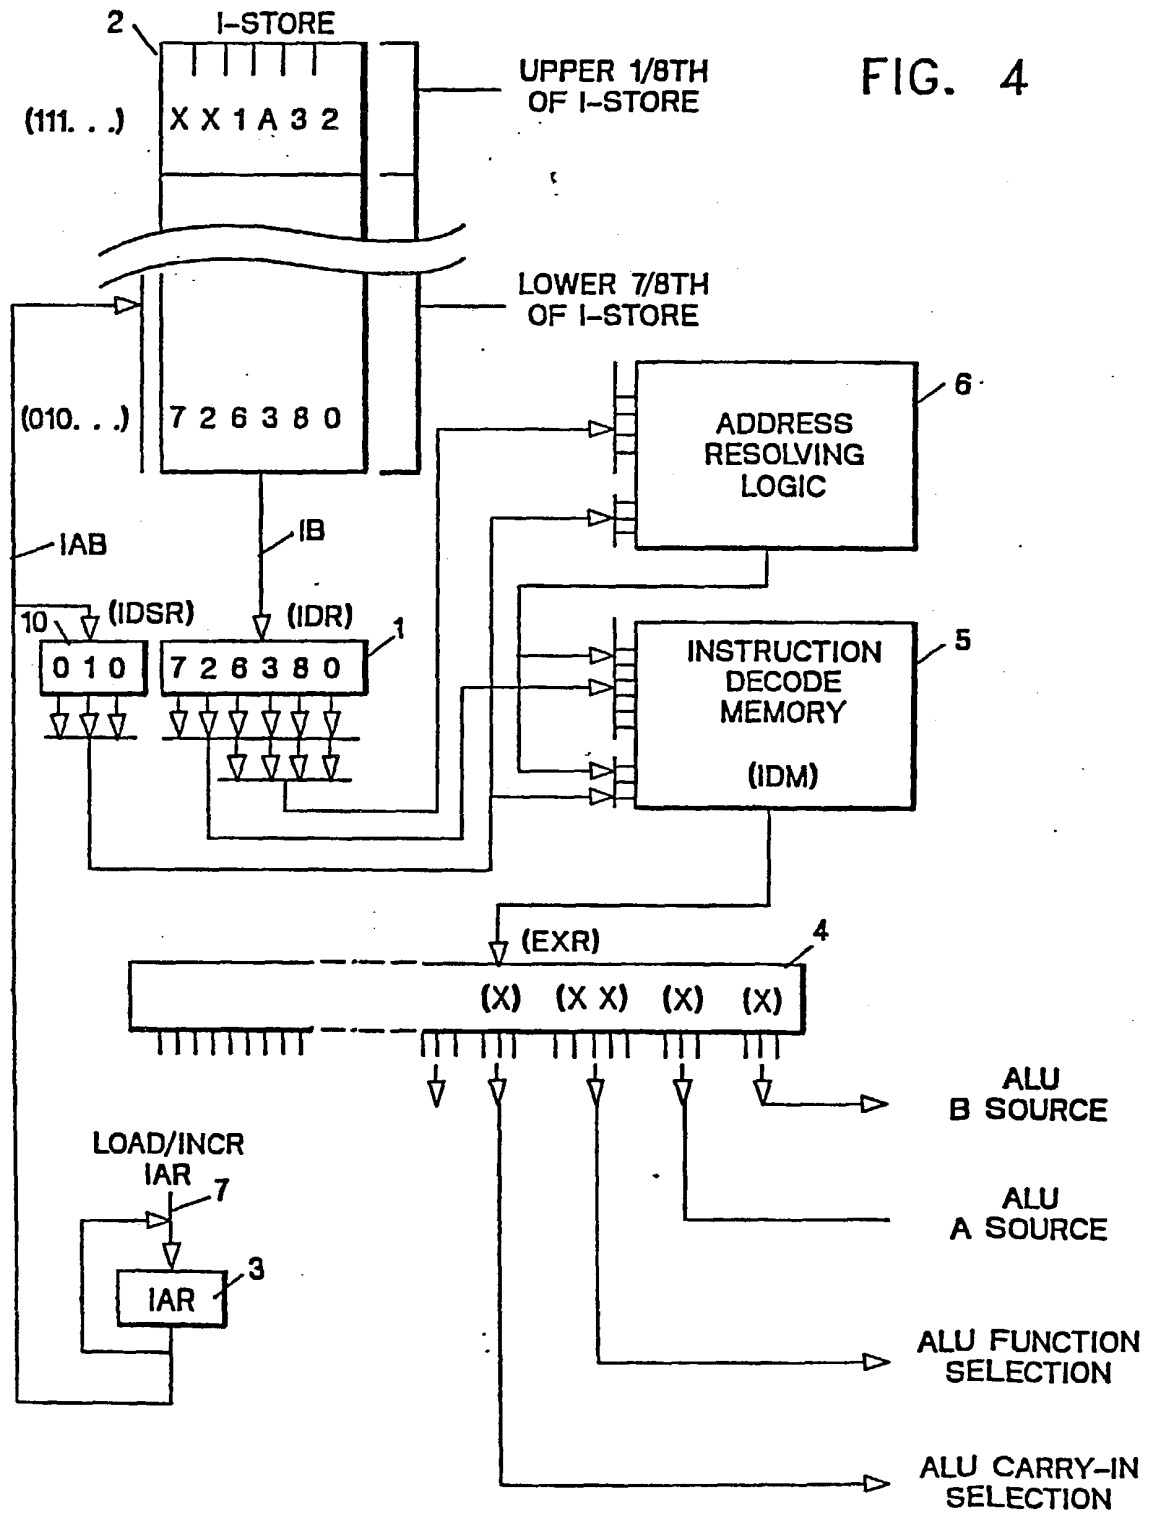 2
I-STORE
FIG. 4
UPPER 1/8TH
OF I-STORE
(111. . .)
X X 1 A 3 2
LOWER 7/8TH
OF I-STORE
6
(010. . .)
7 2 6 3 8 0
ADDRESS
RESOLVING
LOGIC
IAB
IB
10
(IDSR)
(IDR)
1
0 1 0
7 2 6 3 8 0
INSTRUCTION
DECODE
MEMORY
(IDM)
5
(EXR)
4
(X)
(X X)
(X)
(X)
ALU
B SOURCE
LOAD/INCR
IAR
7
ALU
A SOURCE
3
IAR
ALU FUNCTION
SELECTION
ALU CARRY-IN
SELECTION